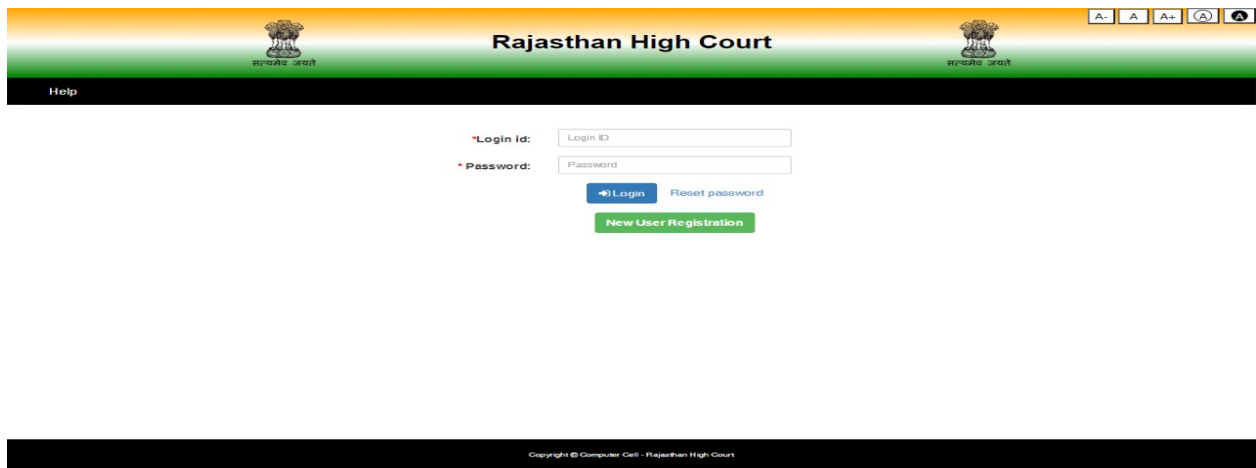 A- A A+ A A
Rajasthan High Court
सत्यमेव जयते सत्यमेव जयते
Help
*Login id: Login ID
* Password: Password
Login Reset password
New User Registration
Copyright © Computer Cell - Rajasthan High Court